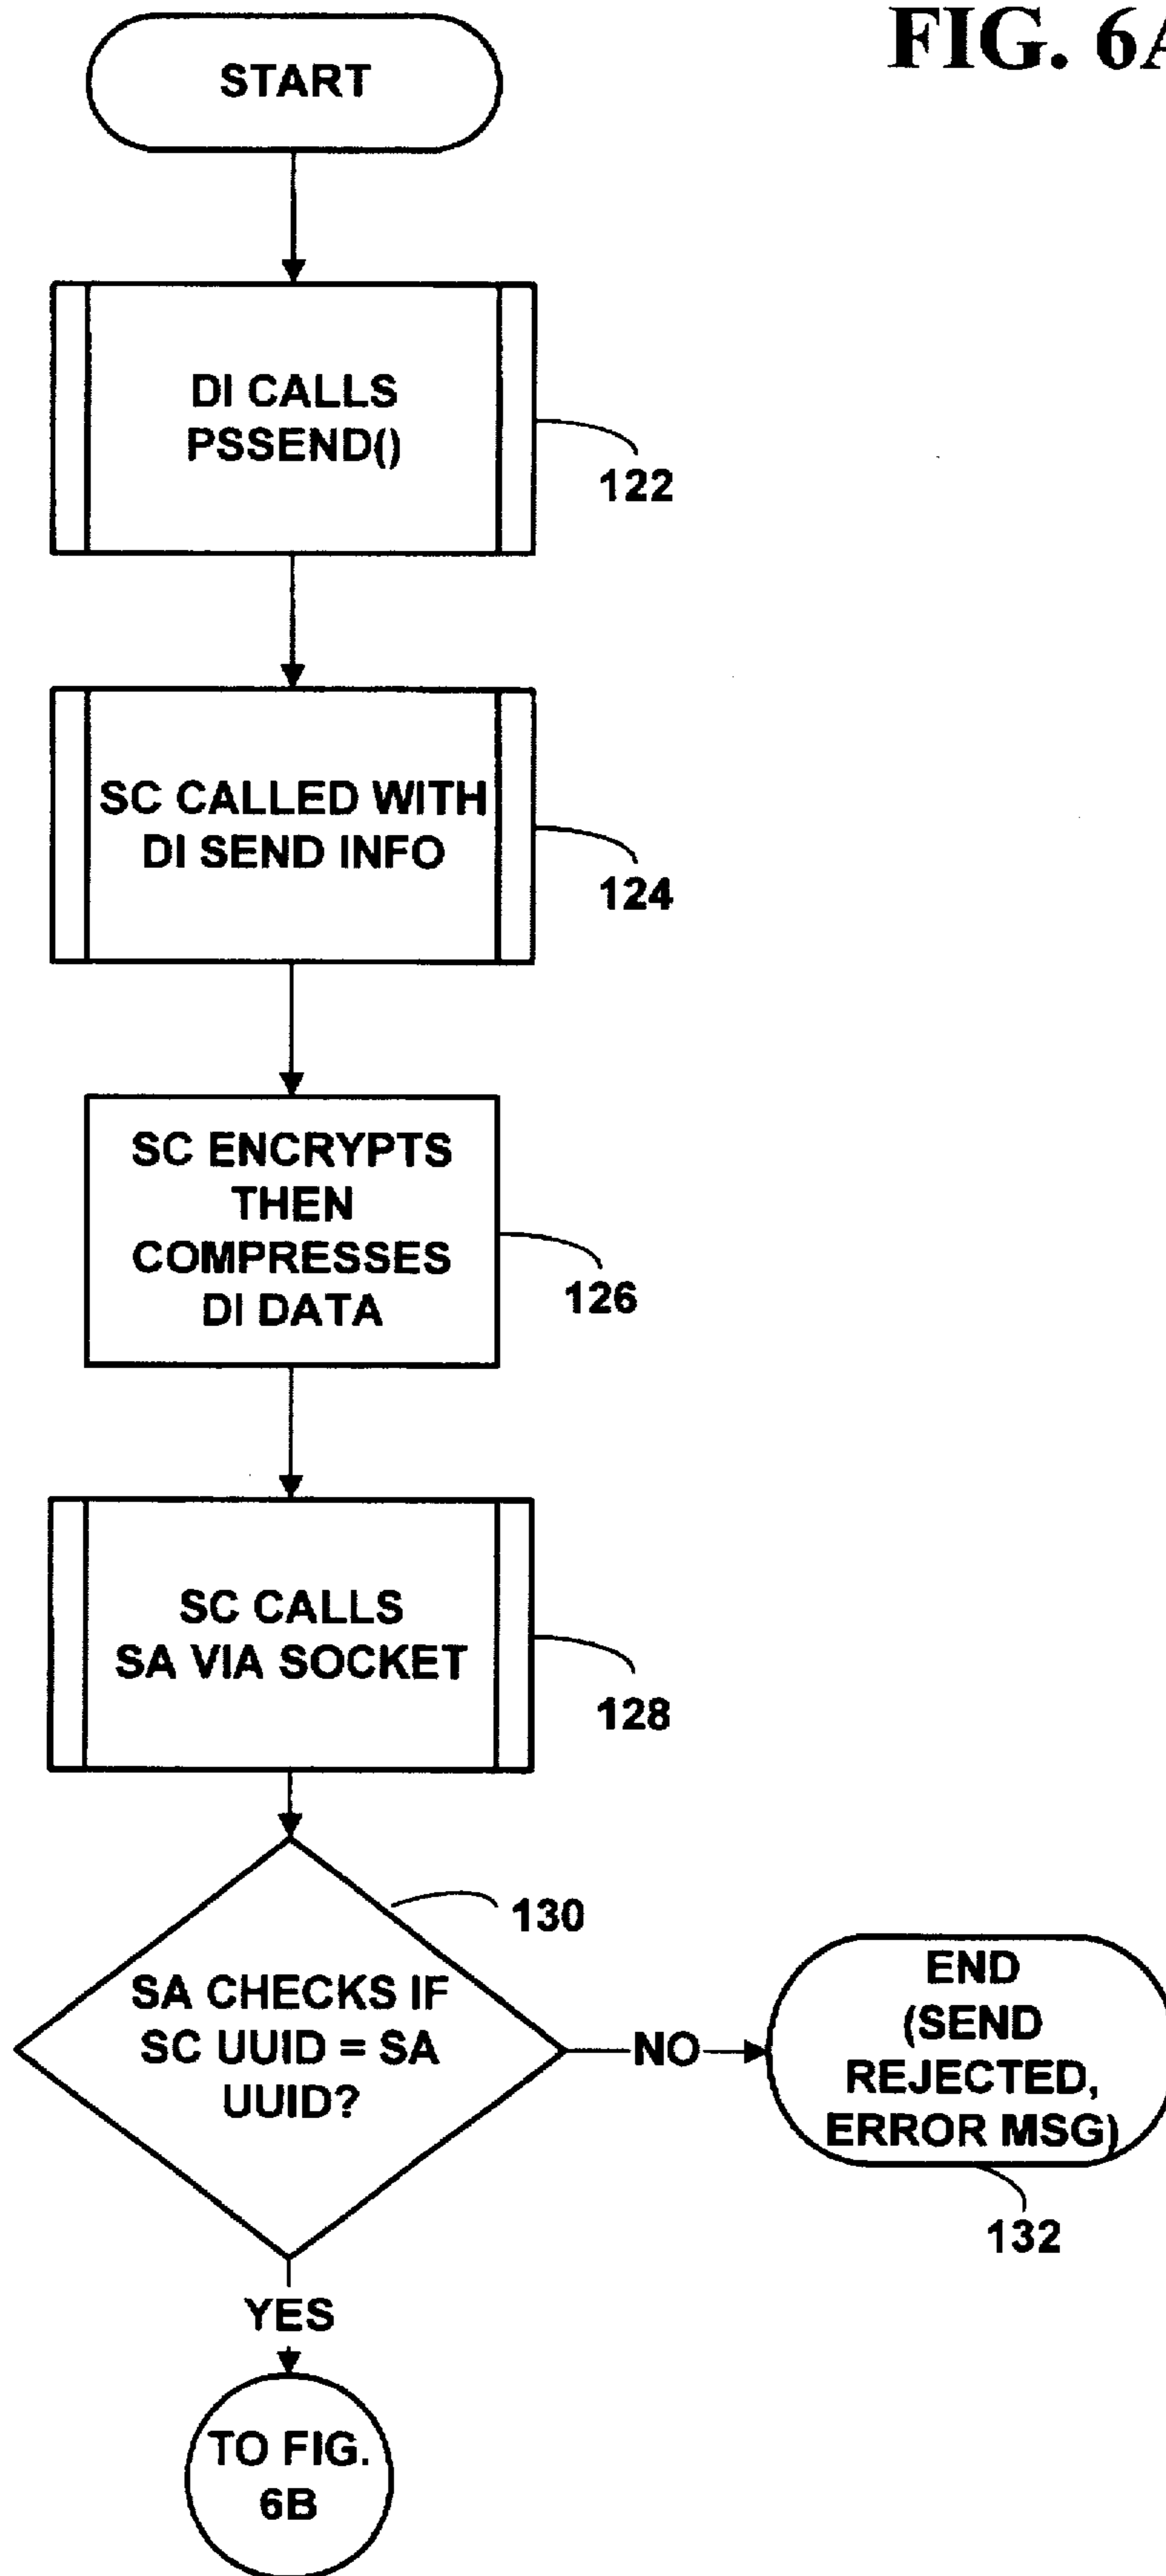 FIG. 6A
START
DI CALLS
PSSEND()
122
SC CALLED WITH
DI SEND INFO
124
SC ENCRYPTS
THEN
COMPRESSES
DI DATA
126
SC CALLS
SA VIA SOCKET
128
130
SA CHECKS IF
SC UUID = SA
UUID?
NO
END
(SEND
REJECTED,
ERROR MSG)
132
YES
TO FIG.
6B